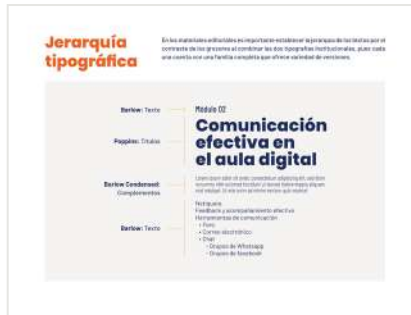 Jerarquía
tipográfica
En los materiales editoriales es importante establecer la jerarquía de los textos por el
contraste de los grosores al combinar las dos tipografías institucionales, pues cada
una cuenta con una familia completa que ofrece variedad de versiones.
Barlow: Texto
Módulo 02
Poppins: Títulos
Comunicación
efectiva en
el aula digital
Barlow Condensed:
Complementos
Barlow: Texto
Netiqueta
Feedback y acompañamiento efectivo
Herramientas de comunicación
• Foro
• Correo electrónico
• Chat
- Grupos de Whatsapp
- Grupos de facebook